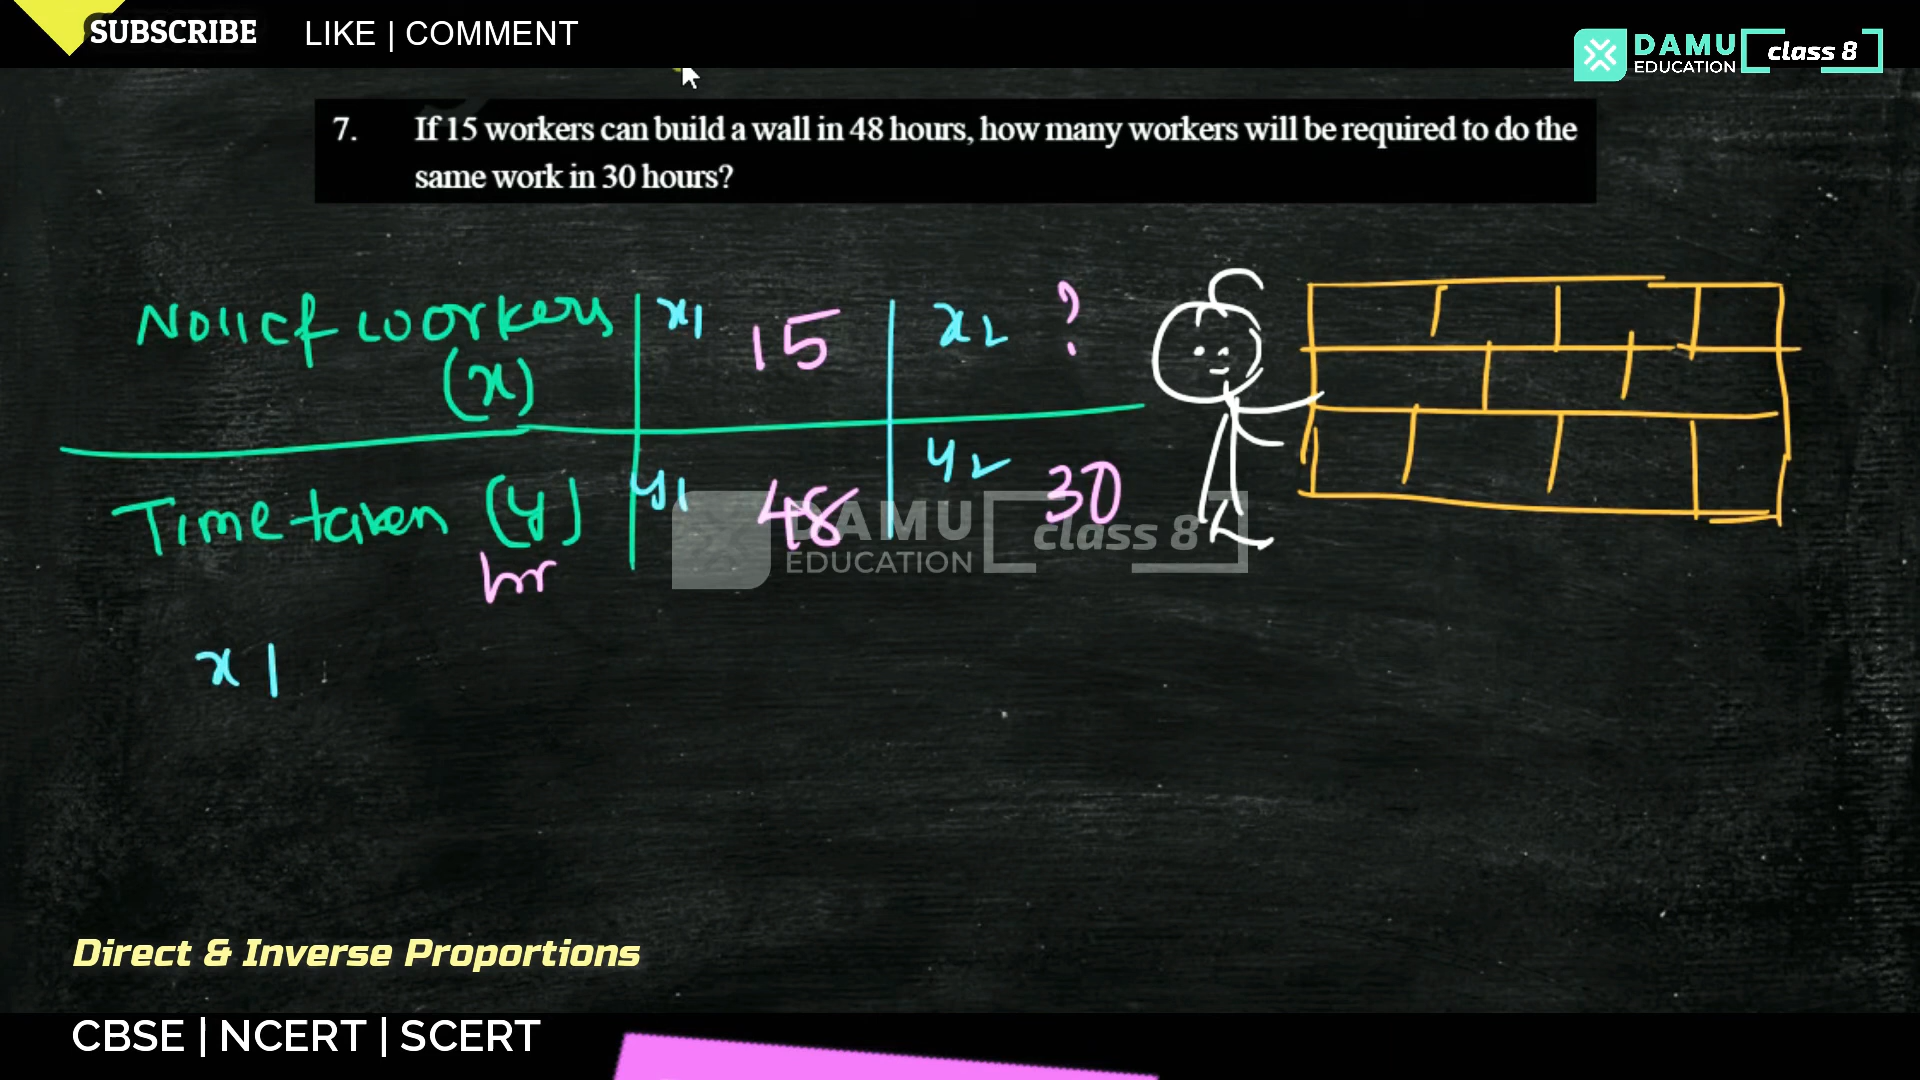 SUBSCRIBE LIKE | COMMENT
DAMU EDUCATION class 8
7. If 15 workers can build a wall in 48 hours, how many workers will be required to do the
same work in 30 hours?
No. of workers x1 15 x2 ?
(x)
Time taken (y) y1 48 y2 30
hr
DAMU EDUCATION class 8
x1
Direct & Inverse Proportions
CBSE | NCERT | SCERT